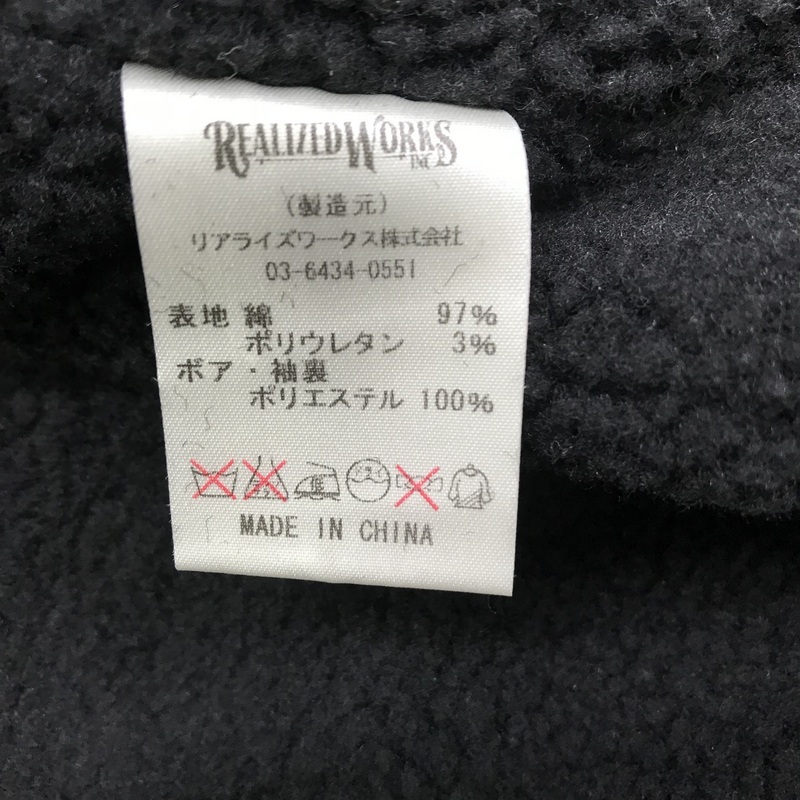 REALIZED WORKS INC.
(製造元)
リアライズワークス株式会社
03-6434-0551
表地 綿 97%
ポリウレタン 3%
ボア・袖裏
ポリエステル 100%
MADE IN CHINA